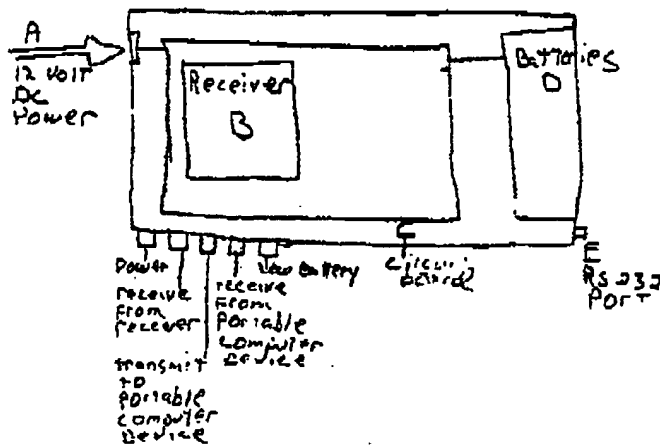 A
12 volt
DC
Power
Receiver
B
Batteries
D
Power
receive
from
receiver
transmit
to
Portable
computer
Device
receive
from
Portable
computer
Device
Low Battery
C
circuit
board
E
RS 232
PORT